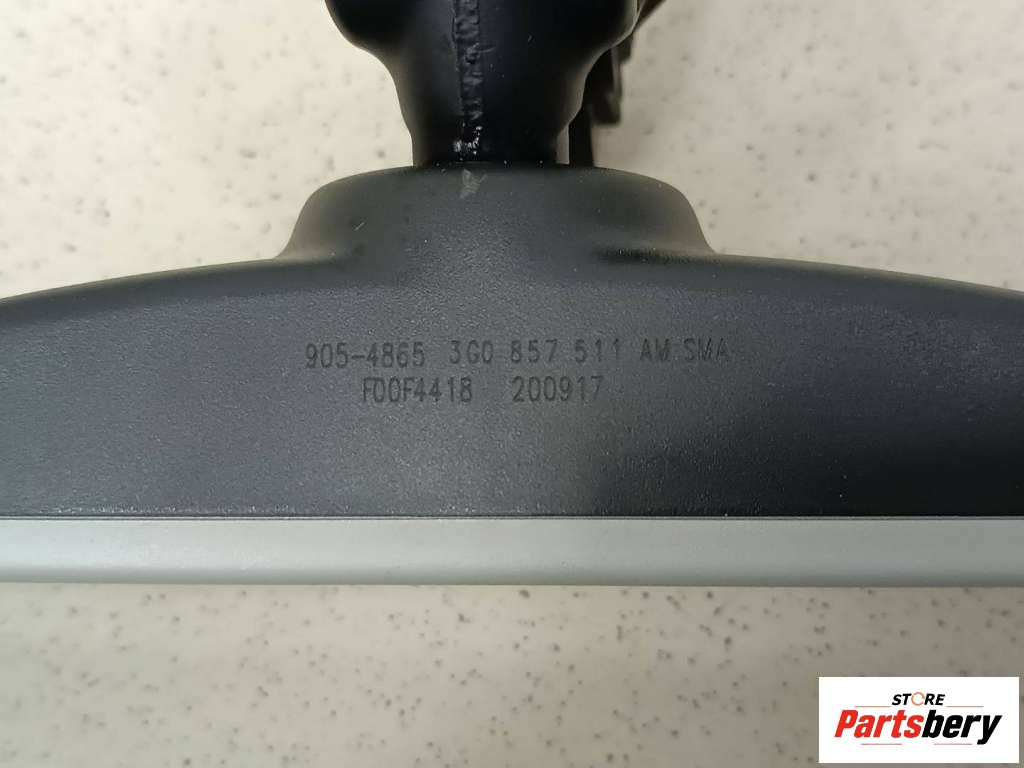 905-4865 3G0 857 511 AM SMA
F00F4418 200917
STORE
Partsbery